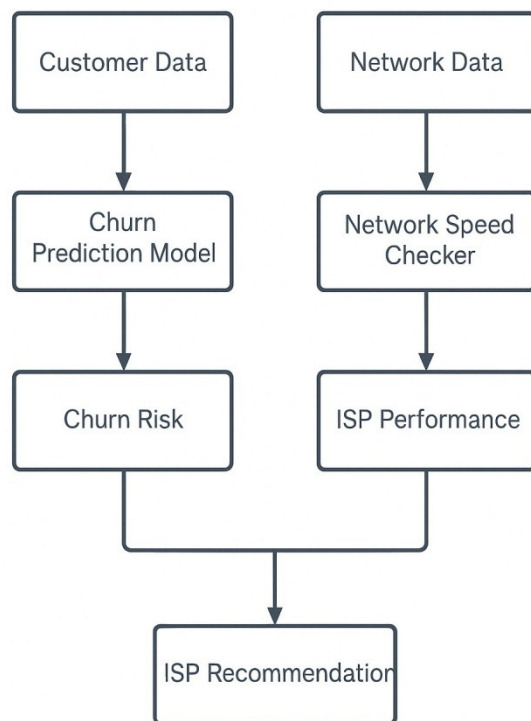 Customer Data
Network Data
Churn
Prediction Model
Network Speed
Checker
Churn Risk
ISP Performance
ISP Recommendation